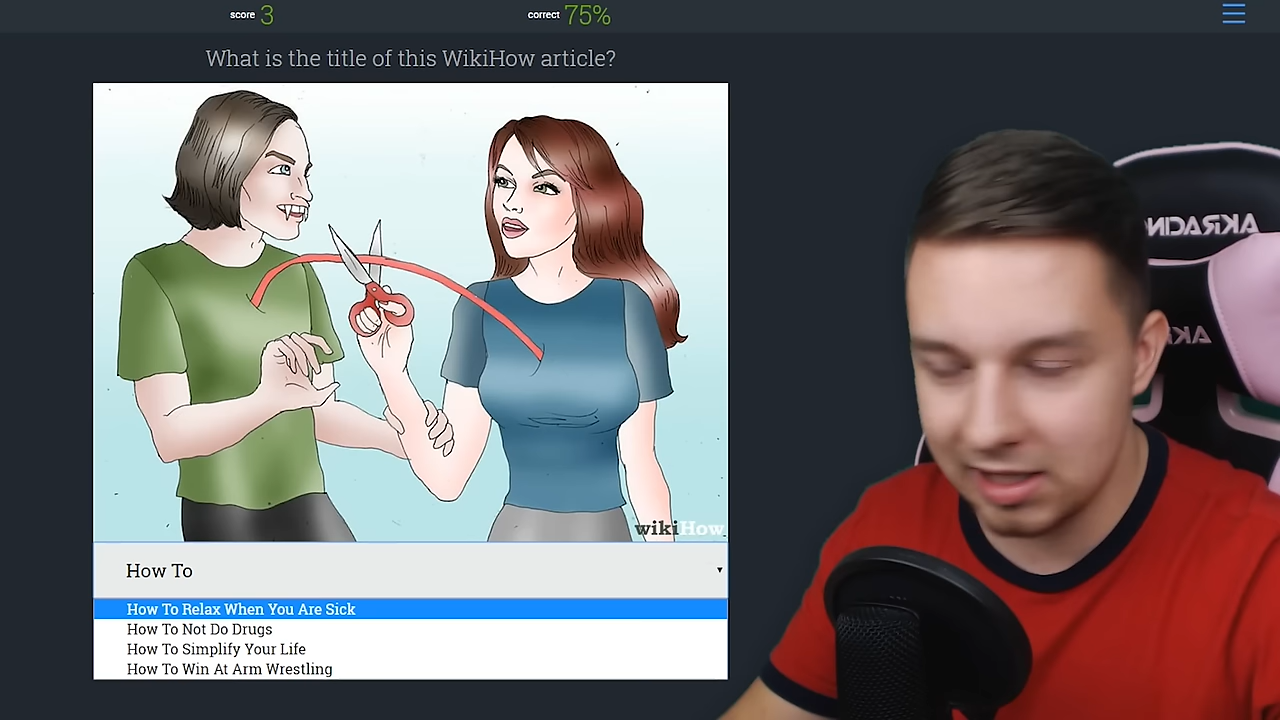 score 3
correct 75%
What is the title of this WikiHow article?
wikiHow
How To
How To Relax When You Are Sick
How To Not Do Drugs
How To Simplify Your Life
How To Win At Arm Wrestling
AKRACING